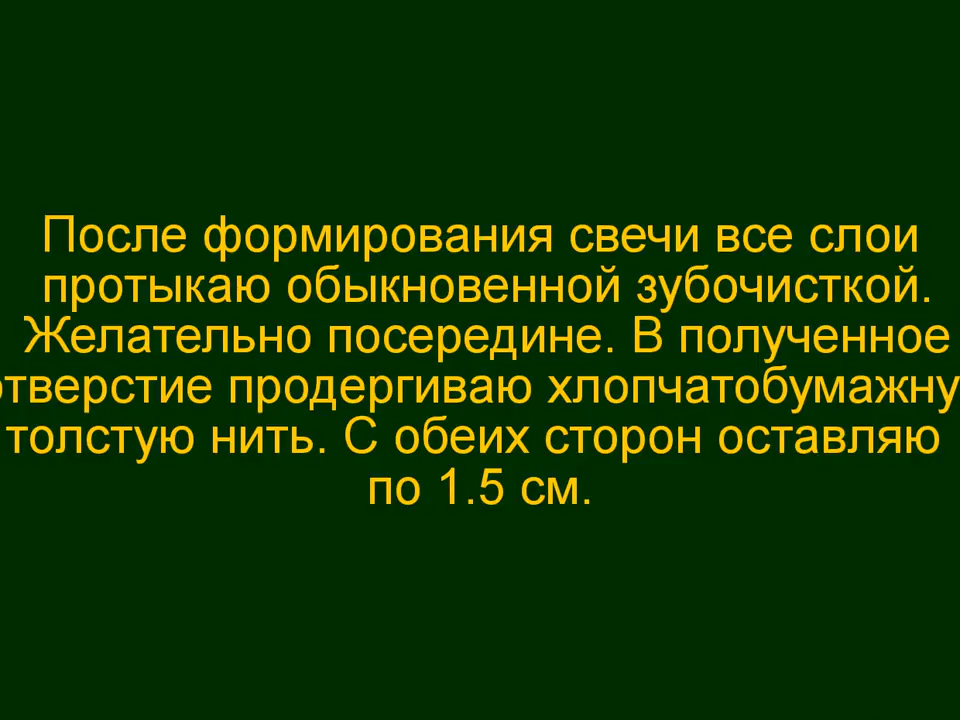 После формирования свечи все слои
протыкаю обыкновенной зубочисткой.
Желательно посередине. В полученное
отверстие продергиваю хлопчатобумажну
толстую нить. С обеих сторон оставляю
по 1.5 см.